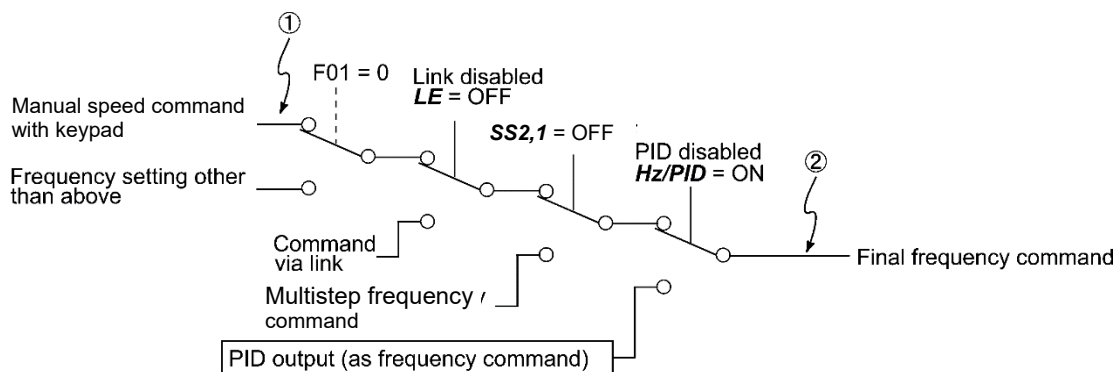 ①
F01 = 0
Link disabled
LE = OFF
Manual speed command
with keypad
SS2,1 = OFF
PID disabled
Hz/PID = ON
②
Frequency setting other
than above
Command
via link
Final frequency command
Multistep frequency
command
PID output (as frequency command)